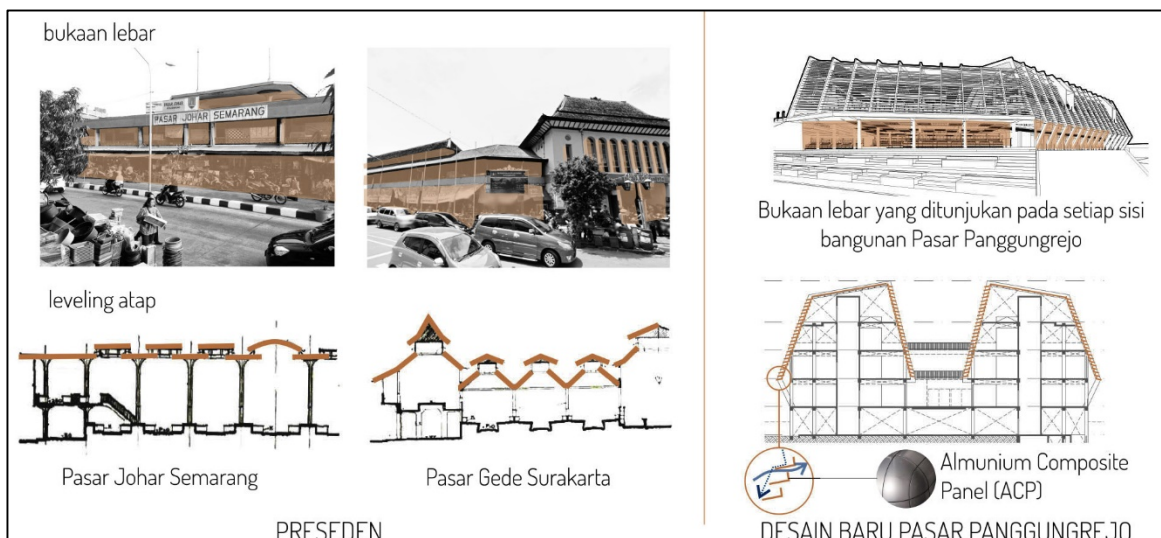 bukaan lebar
PASAR JOHAR SEMARANG
leveling atap
Pasar Johar Semarang
Pasar Gede Surakarta
PRESEDEN
Bukaan lebar yang ditunjukan pada setiap sisi
bangunan Pasar Panggungrejo
Almunium Composite
Panel (ACP)
DESAIN BARU PASAR PANGGUNGREJO